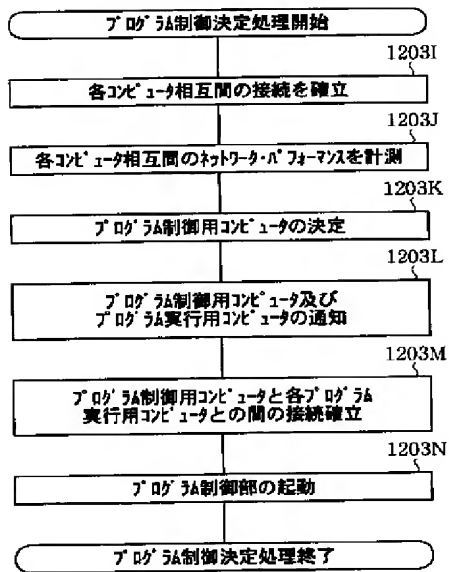 プログラム制御決定処理開始
1203I
各コンピュータ相互間の接続を確立
1203J
各コンピュータ相互間のネットワーク・パフォーマンスを計測
1203K
プログラム制御用コンピュータの決定
1203L
プログラム制御用コンピュータ及び
プログラム実行用コンピュータの通知
1203M
プログラム制御用コンピュータと各プログラム
実行用コンピュータとの間の接続確立
1203N
プログラム制御部の起動
プログラム制御決定処理終了